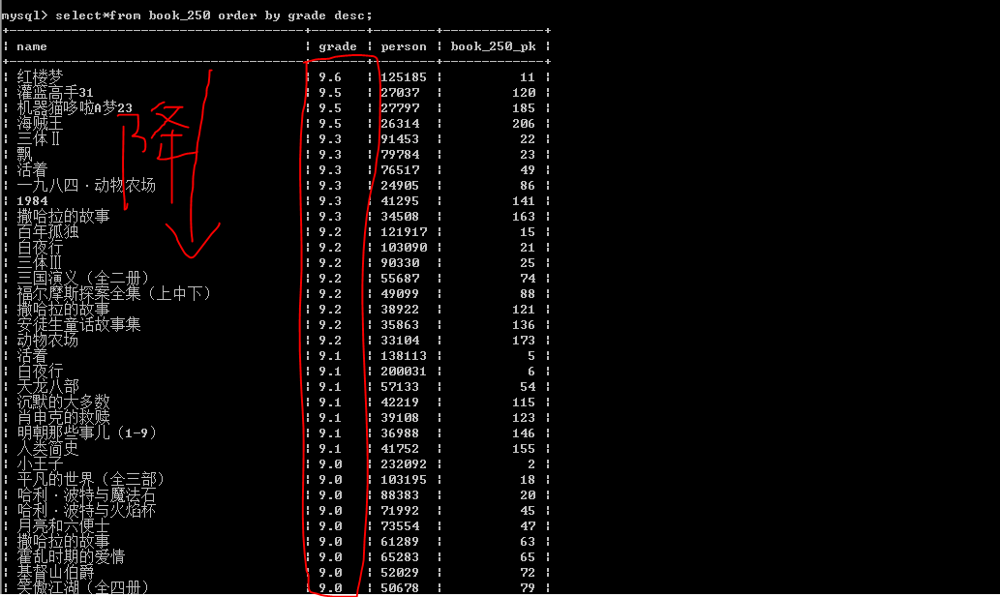 mysql> select*from book_250 order by grade desc;
name | grade | person | book_250_pk
红楼梦 | 9.6 | 125185 | 11
灌篮高手31 | 9.5 | 27037 | 120
机器猫哆啦A梦23 | 9.5 | 27797 | 185
海贼王 | 9.5 | 26314 | 206
三体Ⅱ | 9.3 | 91453 | 22
飘 | 9.3 | 79784 | 23
活着 | 9.3 | 76517 | 49
一九八四·动物农场 | 9.3 | 24905 | 86
1984 | 9.3 | 41295 | 141
撒哈拉的故事 | 9.3 | 34508 | 163
百年孤独 | 9.2 | 121917 | 15
白夜行 | 9.2 | 103090 | 21
三体Ⅲ | 9.2 | 90330 | 25
三国演义（全二册） | 9.2 | 55687 | 74
福尔摩斯探案全集（上中下） | 9.2 | 49099 | 88
撒哈拉的故事 | 9.2 | 38922 | 121
安徒生童话故事集 | 9.2 | 35863 | 136
动物农场 | 9.2 | 33104 | 173
活着 | 9.1 | 138113 | 5
白夜行 | 9.1 | 200031 | 6
天龙八部 | 9.1 | 57133 | 54
沉默的大多数 | 9.1 | 42219 | 115
肖申克的救赎 | 9.1 | 39108 | 123
明朝那些事儿（1-9） | 9.1 | 36988 | 146
人类简史 | 9.1 | 41752 | 155
小王子 | 9.0 | 232092 | 2
平凡的世界（全三部） | 9.0 | 103195 | 18
哈利·波特与魔法石 | 9.0 | 88383 | 20
哈利·波特与火焰杯 | 9.0 | 71992 | 45
月亮和六便士 | 9.0 | 73554 | 47
撒哈拉的故事 | 9.0 | 61289 | 63
霍乱时期的爱情 | 9.0 | 65283 | 65
基督山伯爵 | 9.0 | 52029 | 72
笑傲江湖（全四册） | 9.0 | 50678 | 79
降